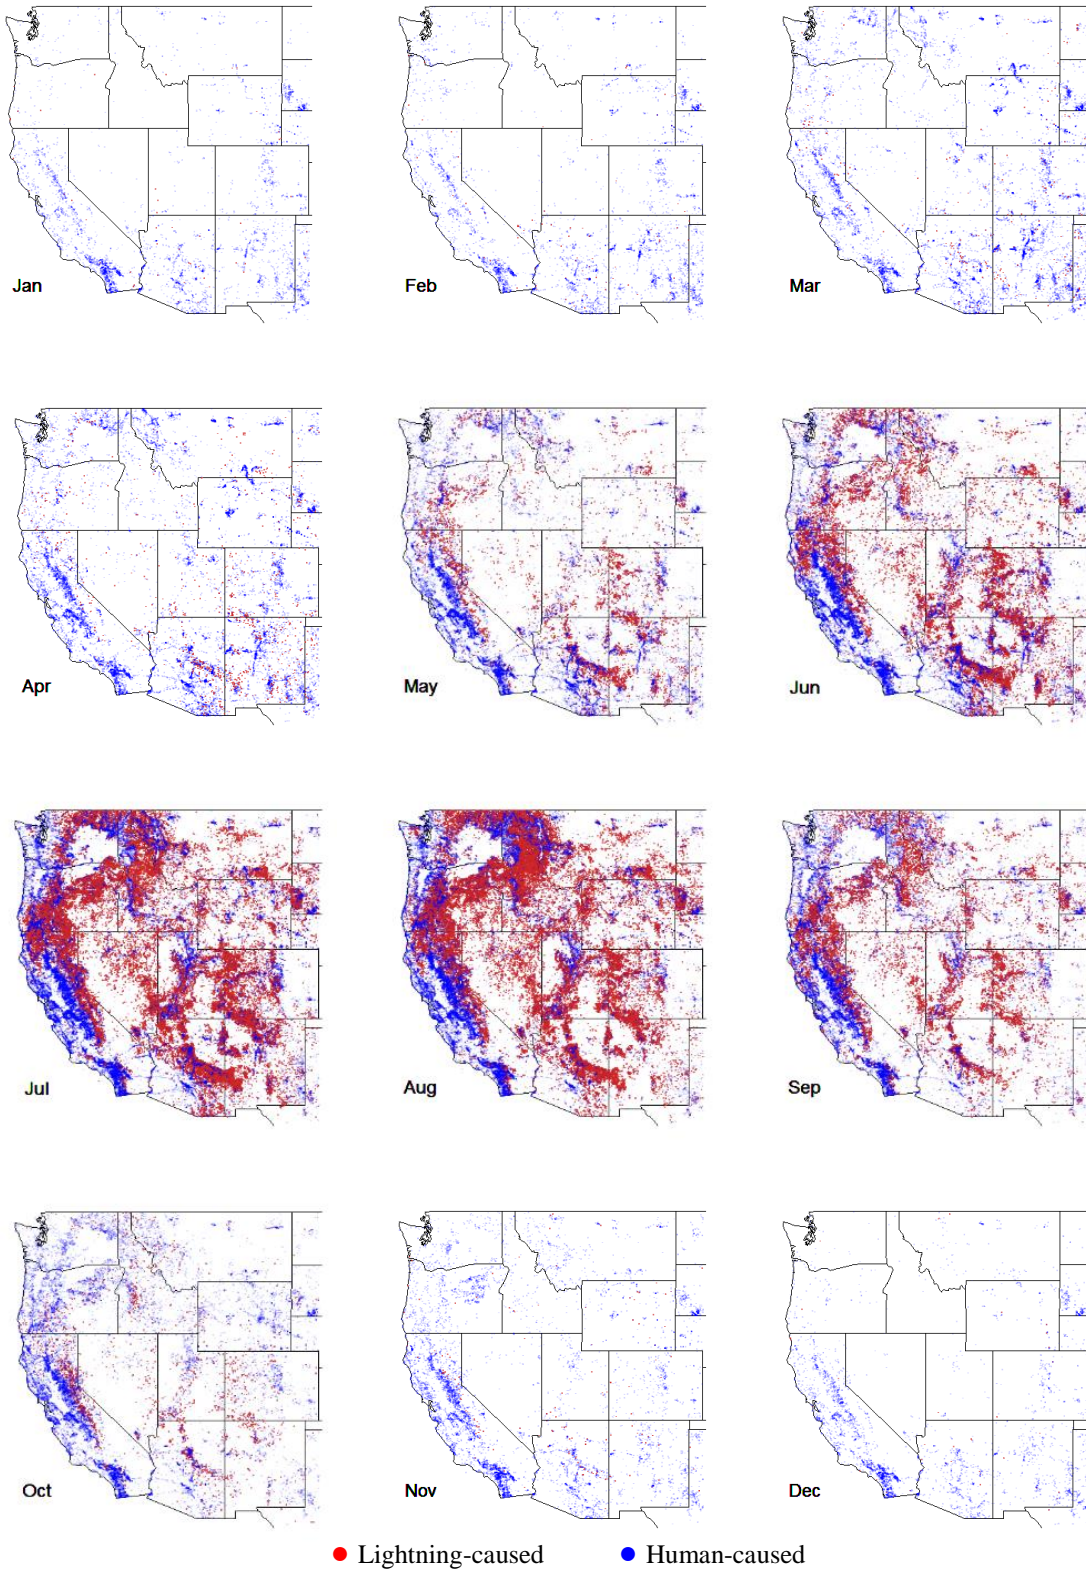 Jan
Feb
Mar
Apr
May
Jun
Jul
Aug
Sep
Oct
Nov
Dec
Lightning-caused
Human-caused